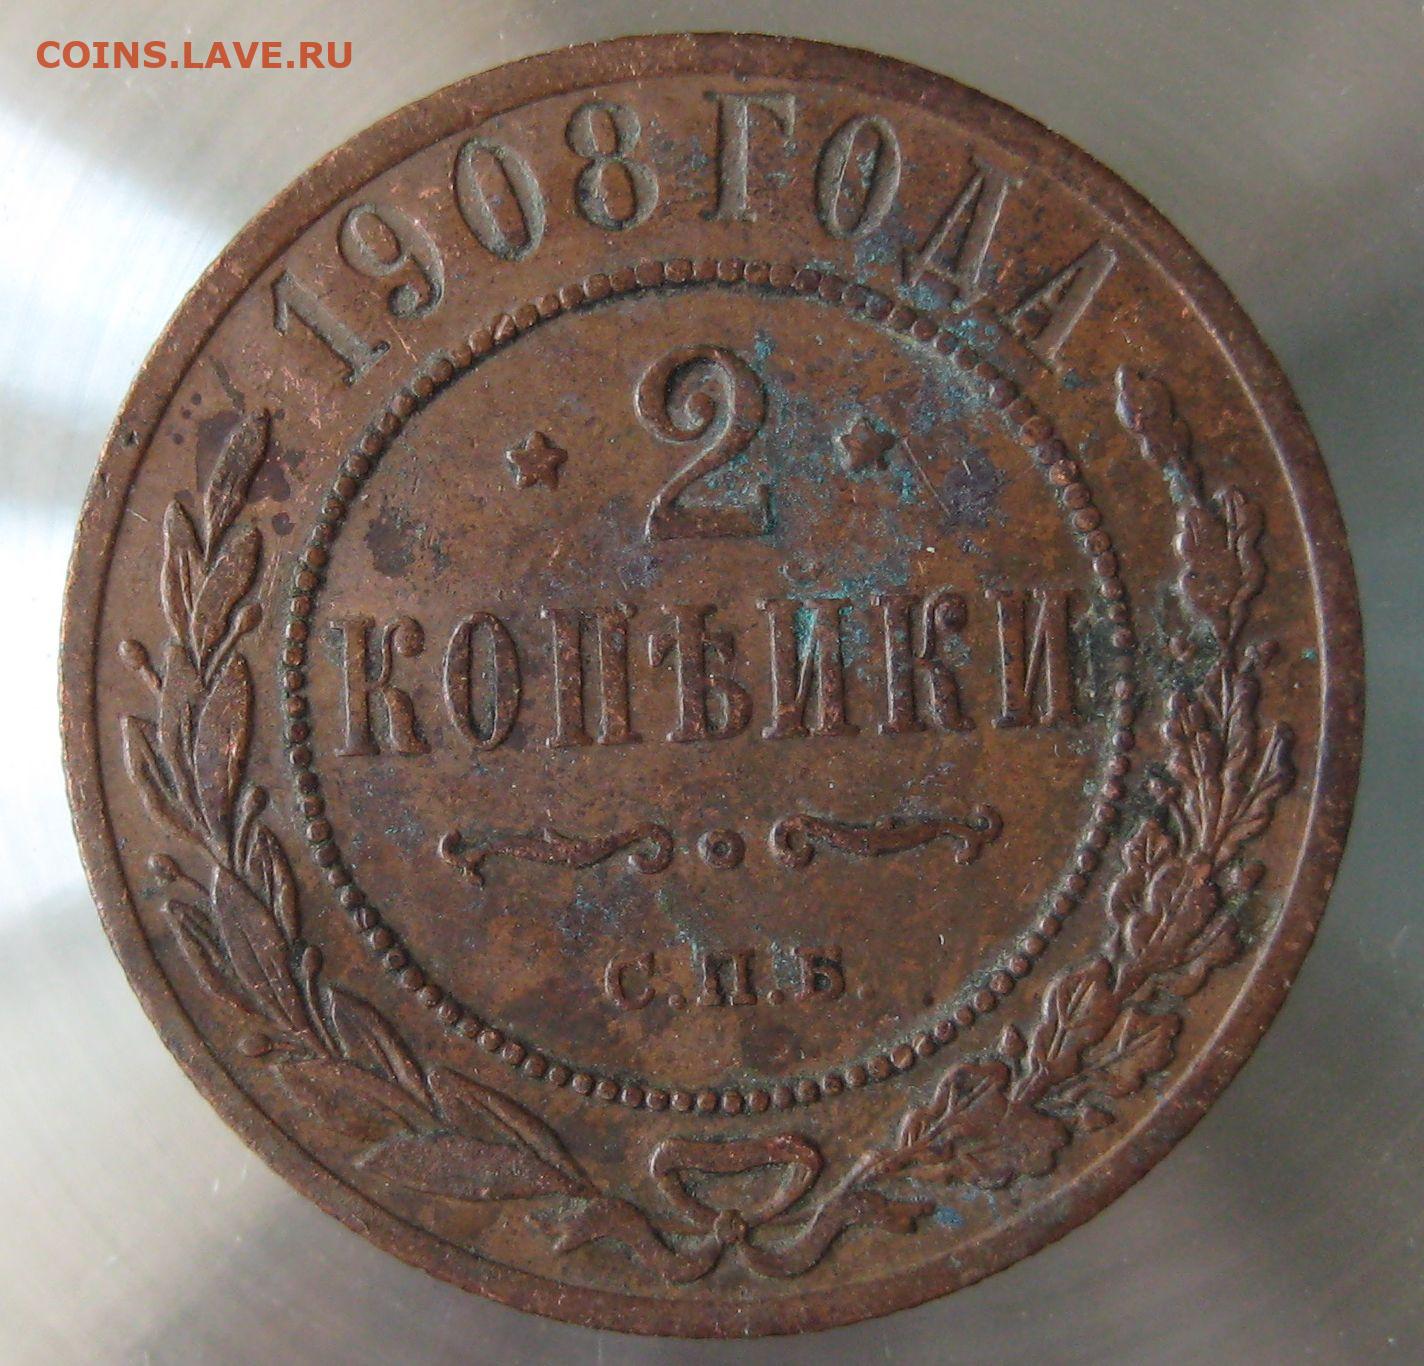 COINS.LAVE.RU
1908 ГОДА
2
КОПѢЙКИ
С.П.Б.